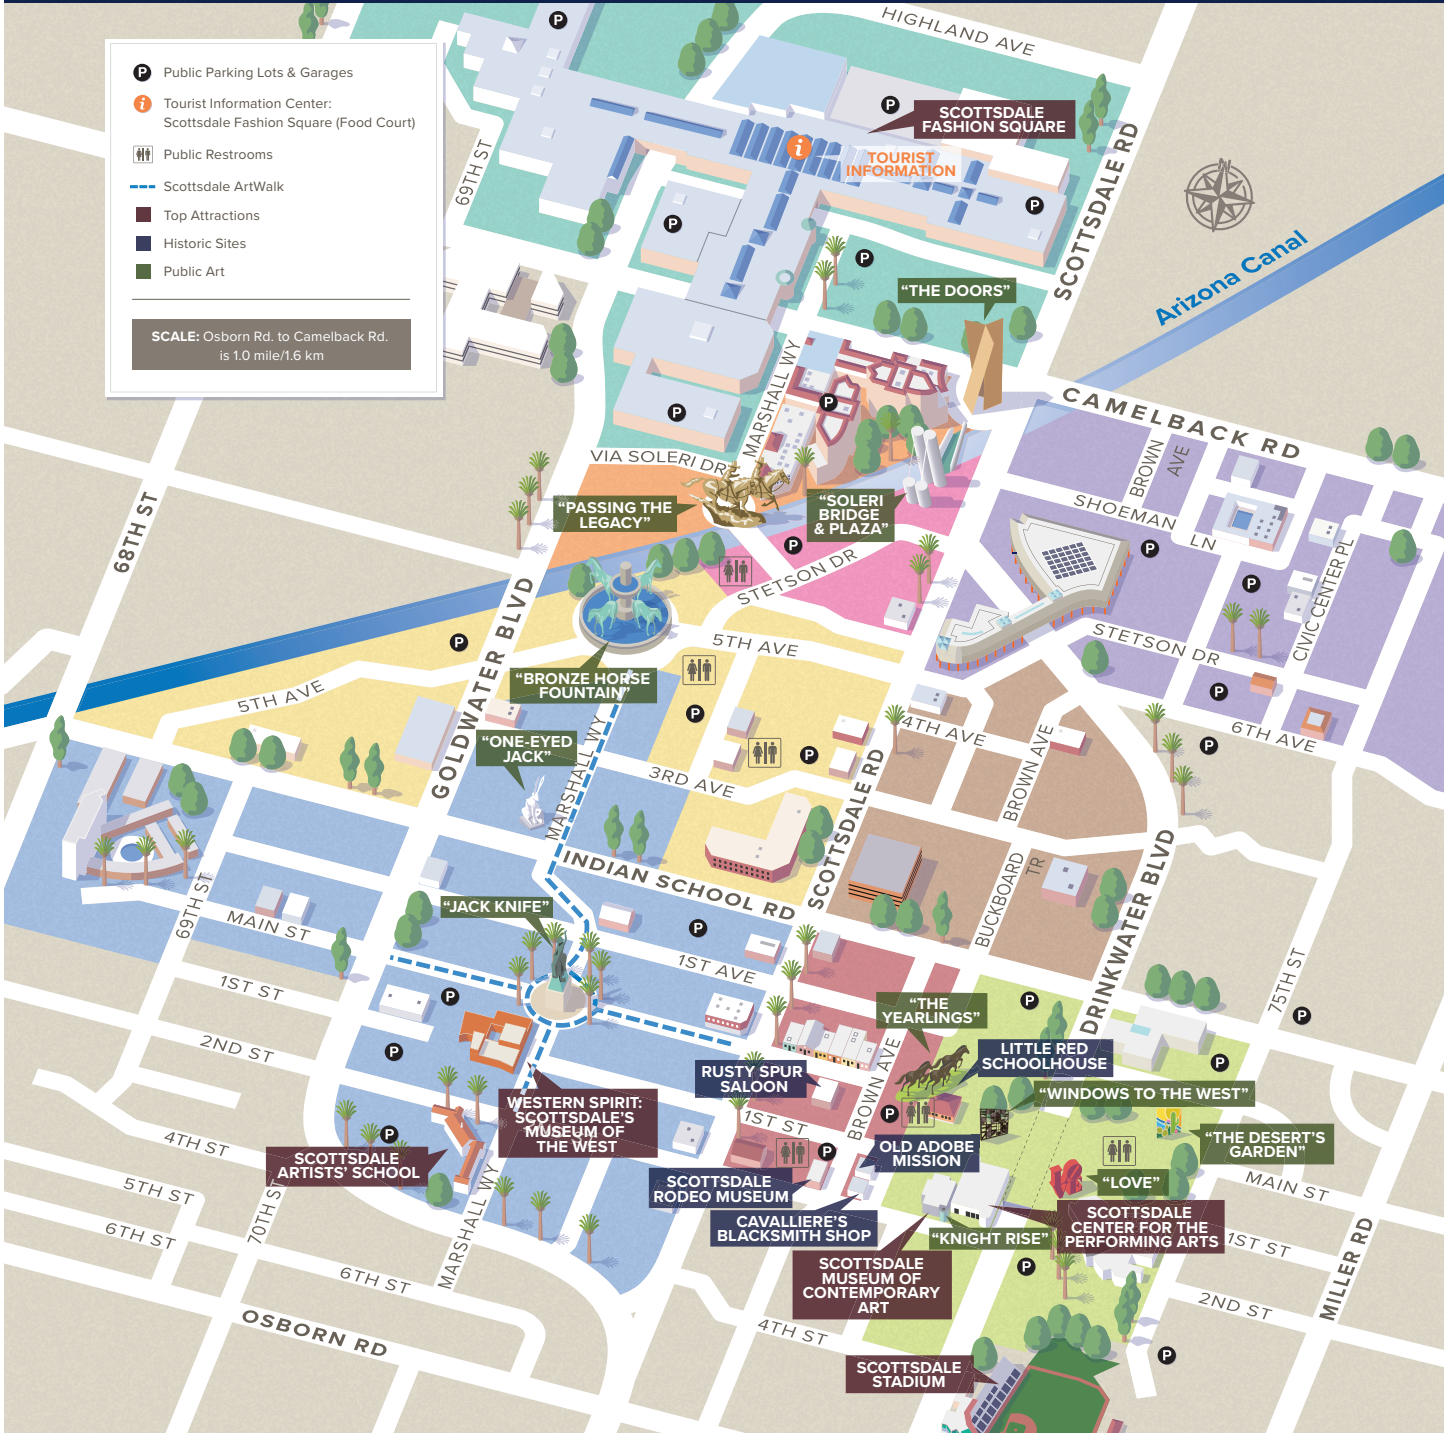 P Public Parking Lots & Garages
i Tourist Information Center:
Scottsdale Fashion Square (Food Court)
Public Restrooms
Scottsdale ArtWalk
Top Attractions
Historic Sites
Public Art
SCALE: Osborn Rd. to Camelback Rd.
is 1.0 mile/1.6 km
P
HIGHLAND AVE
P
SCOTTSDALE
FASHION SQUARE
i
TOURIST
INFORMATION
69TH ST
P
P
SCOTTSDALE RD
N
Arizona Canal
P
"THE DOORS"
MARSHALL WY
P
P
CAMELBACK RD
BROWN
AVE
VIA SOLERI DR
"PASSING THE
LEGACY"
"SOLERI
BRIDGE
& PLAZA"
SHOEMAN
LN
68TH ST
P
P
STETSON DR
P
CIVIC CENTER PL
GOLDWATER BLVD
P
5TH AVE
STETSON DR
"BRONZE HORSE
FOUNTAIN"
5TH AVE
P
P
4TH AVE
6TH AVE
P
"ONE-EYED
JACK"
MARSHALL WY
P
3RD AVE
BROWN AVE
SCOTTSDALE RD
INDIAN SCHOOL RD
BUCKBOARD
TR
DRINKWATER BLVD
69TH ST
MAIN ST
"JACK KNIFE"
P
1ST AVE
75TH ST
1ST ST
P
P
P
"THE
YEARLINGS"
2ND ST
P
LITTLE RED
SCHOOLHOUSE
P
RUSTY SPUR
SALOON
BROWN AVE
"WINDOWS TO THE WEST"
WESTERN SPIRIT:
SCOTTSDALE'S
MUSEUM OF
THE WEST
1ST ST
P
4TH ST
P
SCOTTSDALE
ARTISTS' SCHOOL
P
OLD ADOBE
MISSION
"THE DESERT'S
GARDEN"
5TH ST
70TH ST
MARSHALL WY
SCOTTSDALE
RODEO MUSEUM
"LOVE"
MAIN ST
6TH ST
CAVALLIERE'S
BLACKSMITH SHOP
"KNIGHT RISE"
SCOTTSDALE
CENTER FOR THE
PERFORMING ARTS
1ST ST
MILLER RD
6TH ST
SCOTTSDALE
MUSEUM OF
CONTEMPORARY
ART
P
2ND ST
OSBORN RD
4TH ST
P
SCOTTSDALE
STADIUM